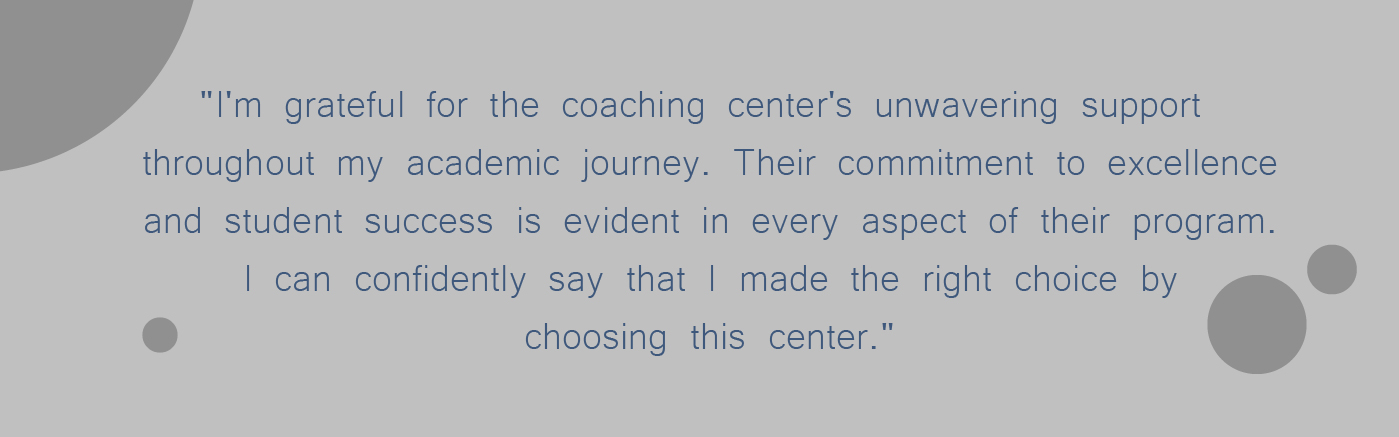 "I'm grateful for the coaching center's unwavering support
throughout my academic journey. Their commitment to excellence
and student success is evident in every aspect of their program.
I can confidently say that I made the right choice by
choosing this center."